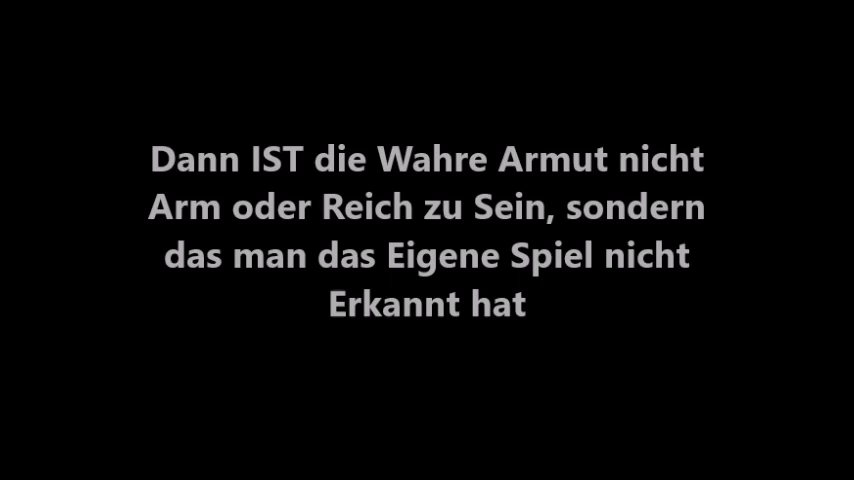 Dann IST die Wahre Armut nicht
Arm oder Reich zu Sein, sondern
das man das Eigene Spiel nicht
Erkannt hat